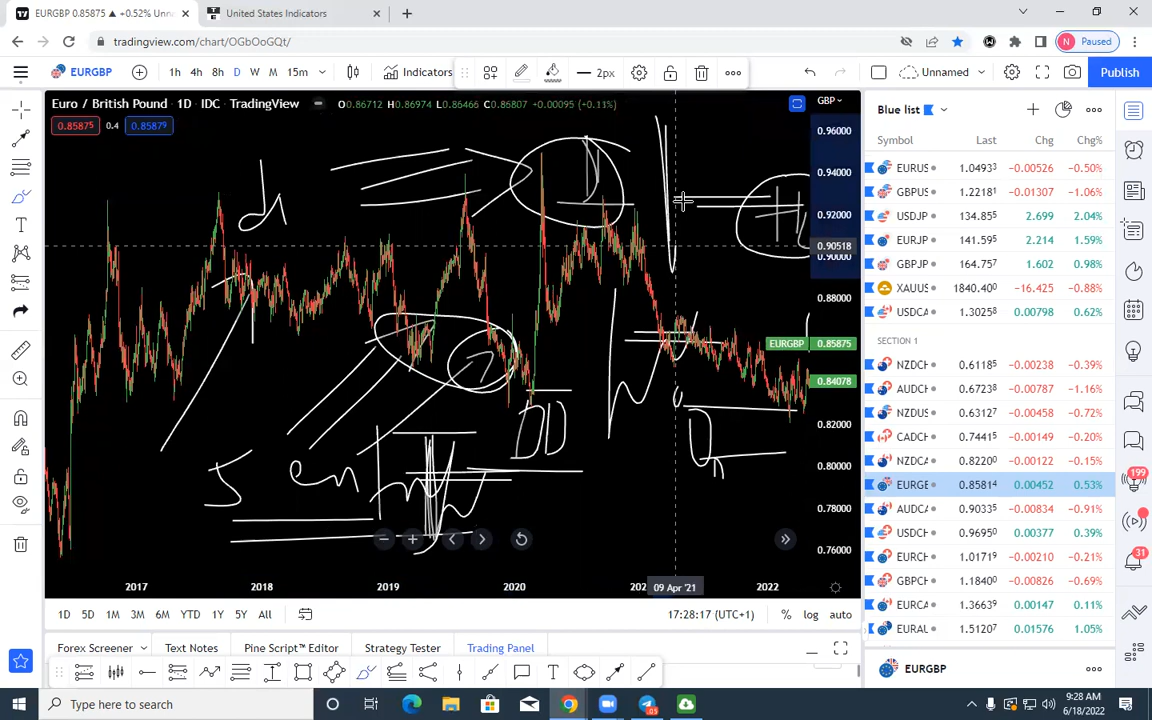 EURGBP 0.85875 ▲ +0.52% Unn
United States Indicators
tradingview.com/chart/OGbOoGQt/
N Paused
EURGBP 1h 4h 8h D W M 15m Indicators 2px Unnamed Publish
Euro / British Pound · 1D · IDC · TradingView O0.86712 H0.86974 L0.86466 C0.86807 +0.00095 (+0.11%) GBP
0.85875 0.4 0.85879
0.96000
0.94000
0.92000
0.90518
0.90000
0.88000
EURGBP 0.85875
0.84078
0.82000
0.80000
0.78000
0.76000
d
D
H4
DD
W
2017 2018 2019 2020 202 09 Apr '21 2022
1D 5D 1M 3M 6M YTD 1Y 5Y All 17:28:17 (UTC+1) % log auto
Forex Screener Text Notes Pine Script™ Editor Strategy Tester Trading Panel
Blue list
Symbol Last Chg Chg%
EURUS 1.04933 −0.00526 −0.50%
GBPUS 1.22181 −0.01307 −1.06%
USDJP 134.855 2.699 2.04%
EURJP 141.595 2.214 1.59%
GBPJP 164.757 1.602 0.98%
XAUUS 1840.400 −16.425 −0.88%
USDCA 1.30258 0.00798 0.62%
SECTION 1
NZDCH 0.61185 −0.00238 −0.39%
AUDCH 0.67238 −0.00787 −1.16%
NZDUS 0.63127 −0.00458 −0.72%
CADCH 0.74415 −0.00149 −0.20%
NZDCA 0.82200 −0.00122 −0.15%
EURGE 0.85814 0.00452 0.53%
AUDCA 0.90335 −0.00834 −0.91%
USDCH 0.96950 0.00377 0.39%
EURCH 1.01719 −0.00210 −0.21%
GBPCH 1.18400 −0.00826 −0.69%
EURCA 1.36639 0.00147 0.11%
EURAU 1.51207 0.01576 1.05%
EURGBP
199
31
Type here to search
9:28 AM
6/18/2022